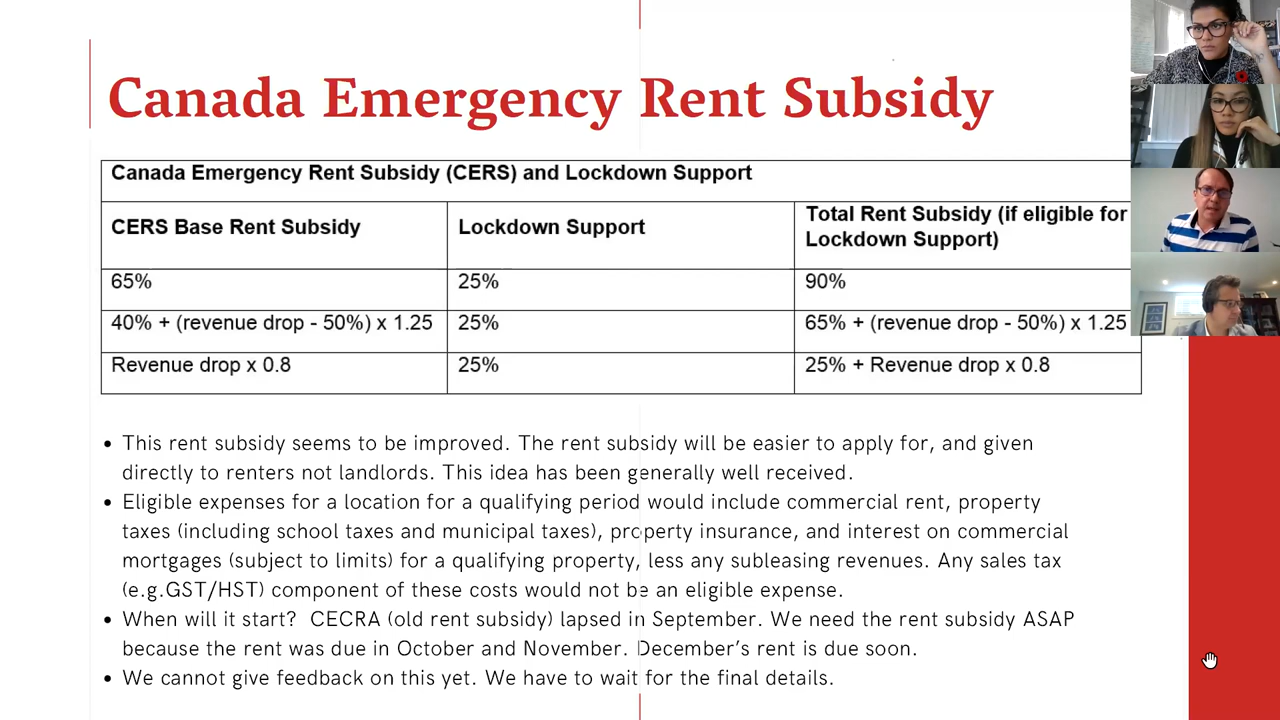 Canada Emergency Rent Subsidy
Canada Emergency Rent Subsidy (CERS) and Lockdown Support
CERS Base Rent Subsidy
Lockdown Support
Total Rent Subsidy (if eligible for
Lockdown Support)
65%
25%
90%
40% + (revenue drop - 50%) x 1.25
25%
65% + (revenue drop - 50%) x 1.25
Revenue drop x 0.8
25%
25% + Revenue drop x 0.8
• This rent subsidy seems to be improved. The rent subsidy will be easier to apply for, and given
directly to renters not landlords. This idea has been generally well received.
• Eligible expenses for a location for a qualifying period would include commercial rent, property
taxes (including school taxes and municipal taxes), property insurance, and interest on commercial
mortgages (subject to limits) for a qualifying property, less any subleasing revenues. Any sales tax
(e.g.GST/HST) component of these costs would not be an eligible expense.
• When will it start?  CECRA (old rent subsidy) lapsed in September. We need the rent subsidy ASAP
because the rent was due in October and November. December’s rent is due soon.
• We cannot give feedback on this yet. We have to wait for the final details.